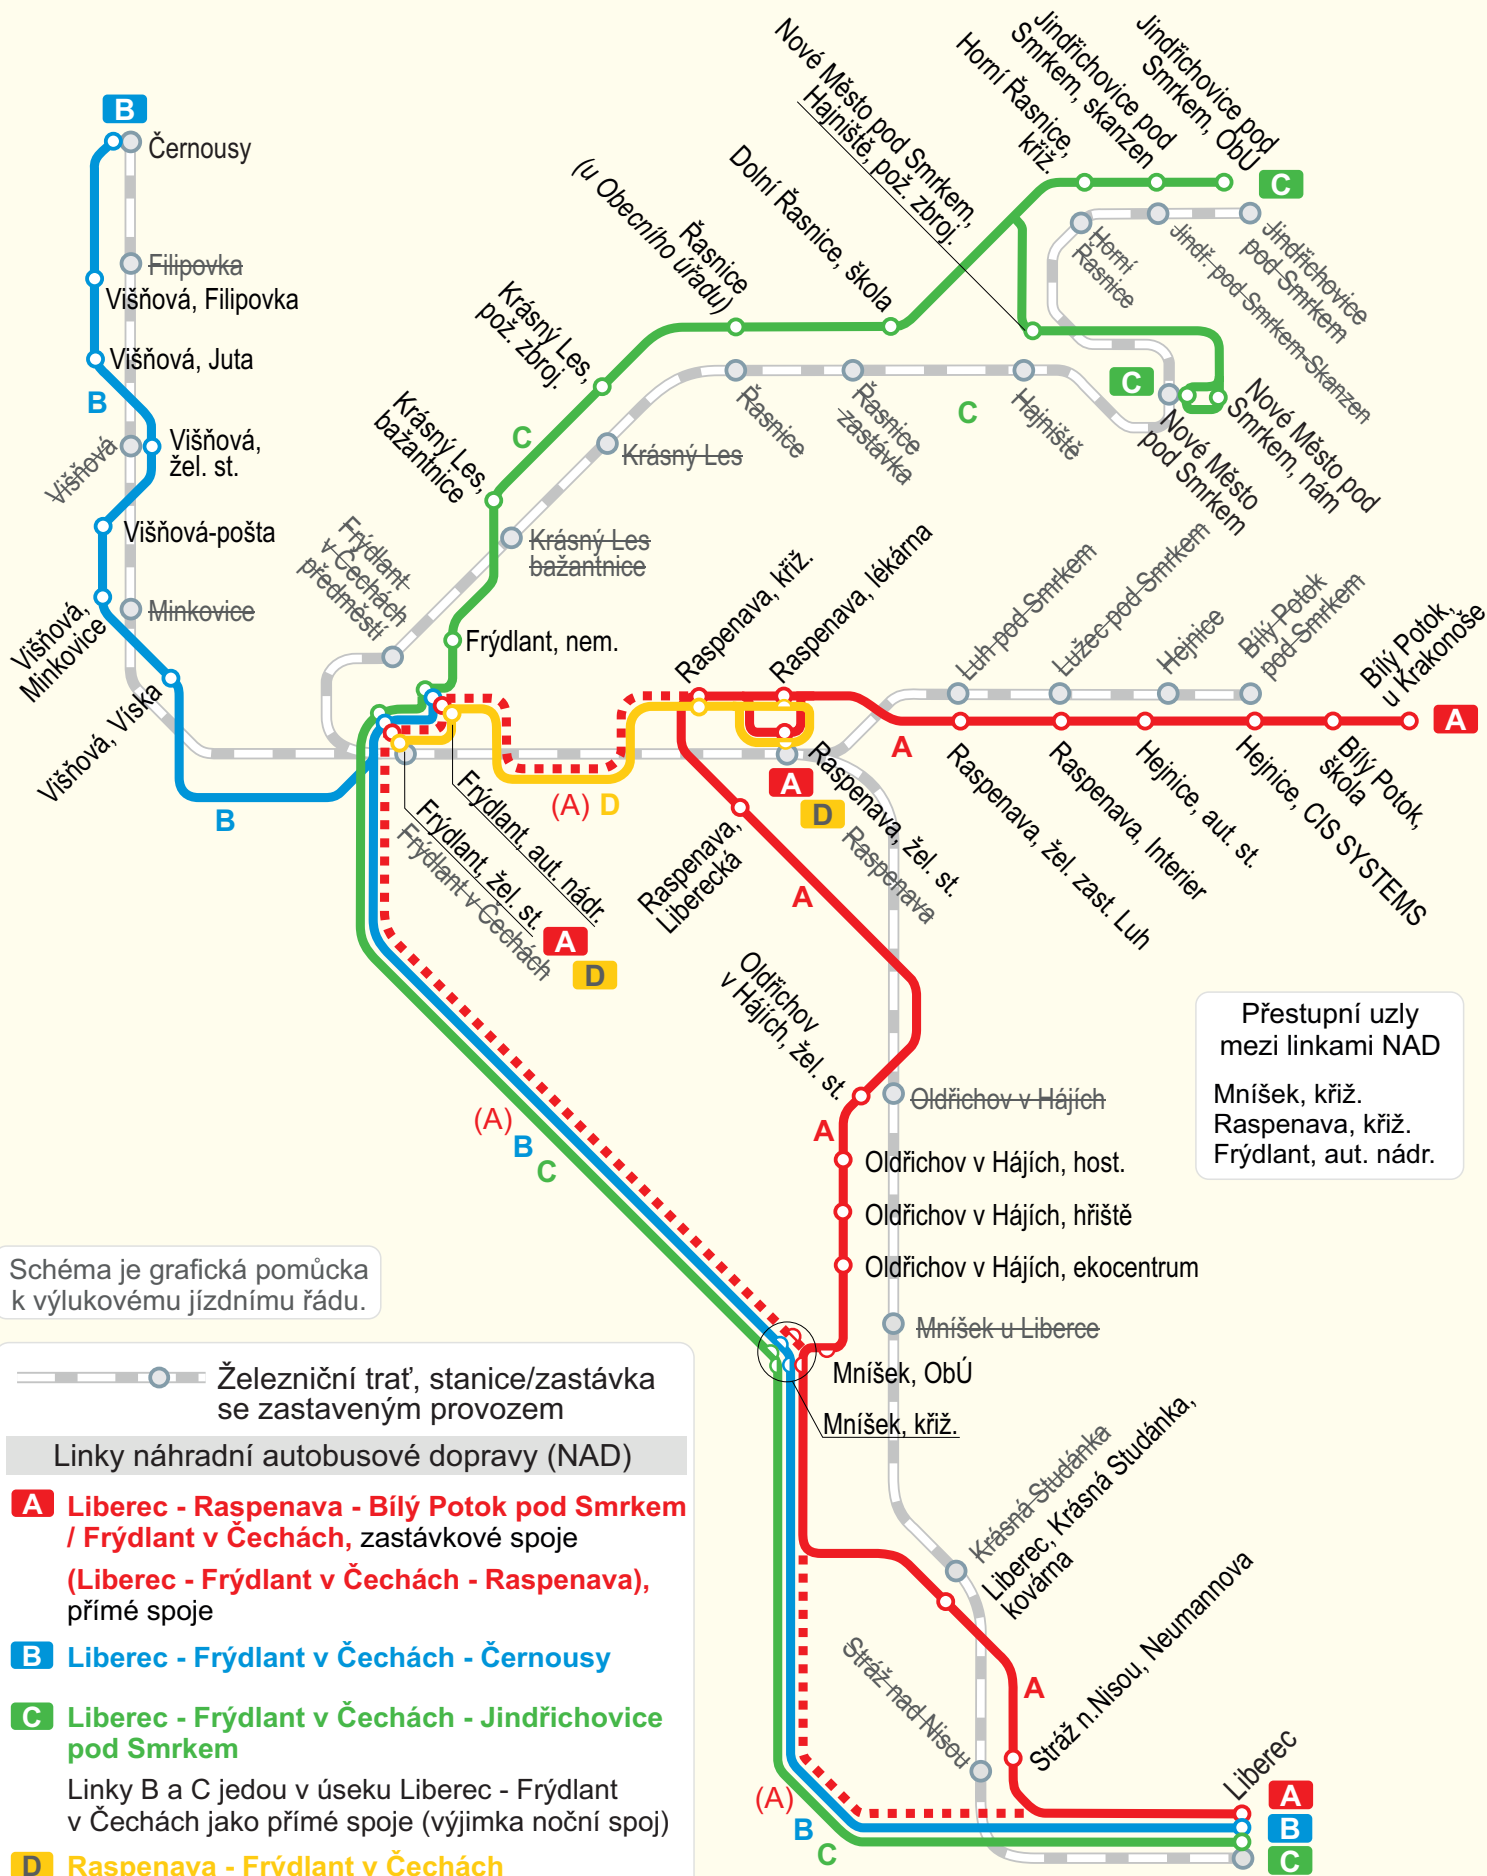 B
Černousy
Filipovka
Višňová, Filipovka
Višňová, Juta
B
Višňová
Višňová,
žel. st.
Višňová-pošta
Minkovice
Višňová,
Minkovice
Višňová, Víska
B
Frýdlant
v Čechách
předměstí
Frýdlant, nem.
Krásný Les,
bažantnice
Krásný Les
bažantnice
C
Krásný Les,
pož. zbroj.
Krásný Les
Řasnice
(u Obecního úřadu)
Řasnice
Dolní Řasnice, škola
Řasnice
zastávka
C
Nové Město pod Smrkem,
Hajniště, pož. zbroj.
Hajniště
Horní Řasnice,
křiž.
Jindřichovice pod
Smrkem, skanzen
Jindřichovice pod
Smrkem, ObÚ
C
Horní
Řasnice
Jindř. pod Smrkem-Skanzen
Jindřichovice
pod Smrkem
C
Nové Město
pod Smrkem
Nové Město pod
Smrkem, nám
Raspenava, křiž.
Raspenava, lékárna
Luh pod Smrkem
Lužec pod Smrkem
Hejnice
Bílý Potok
pod Smrkem
Bílý Potok,
u Krakonoše
A
A
Raspenava, žel. zast. Luh
Raspenava, Interier
Hejnice, aut. st.
Hejnice, CIS SYSTEMS
Bílý Potok,
škola
(A) D
A
D
Raspenava, žel. st.
Raspenava
Frýdlant, aut. nádr.
Frýdlant, žel. st.
Frýdlant v Čechách
A
D
Raspenava,
Liberecká
A
Oldřichov
v Hájích, žel. st.
Oldřichov v Hájích
A
Oldřichov v Hájích, host.
Oldřichov v Hájích, hřiště
Oldřichov v Hájích, ekocentrum
Mníšek u Liberce
Mníšek, ObÚ
Mníšek, křiž.
(A)
B
C
Přestupní uzly
mezi linkami NAD
Mníšek, křiž.
Raspenava, křiž.
Frýdlant, aut. nádr.
Krásná Studánka
Liberec, Krásná Studánka,
kovárna
Stráž nad Nisou
A
Stráž n.Nisou, Neumannova
Liberec
A
B
C
(A)
B
C
Schéma je grafická pomůcka
k výlukovému jízdnímu řádu.
Železniční trať, stanice/zastávka
se zastaveným provozem
Linky náhradní autobusové dopravy (NAD)
A Liberec - Raspenava - Bílý Potok pod Smrkem
/ Frýdlant v Čechách, zastávkové spoje
(Liberec - Frýdlant v Čechách - Raspenava),
přímé spoje
B Liberec - Frýdlant v Čechách - Černousy
C Liberec - Frýdlant v Čechách - Jindřichovice
pod Smrkem
Linky B a C jedou v úseku Liberec - Frýdlant
v Čechách jako přímé spoje (výjimka noční spoj)
D Raspenava - Frýdlant v Čechách